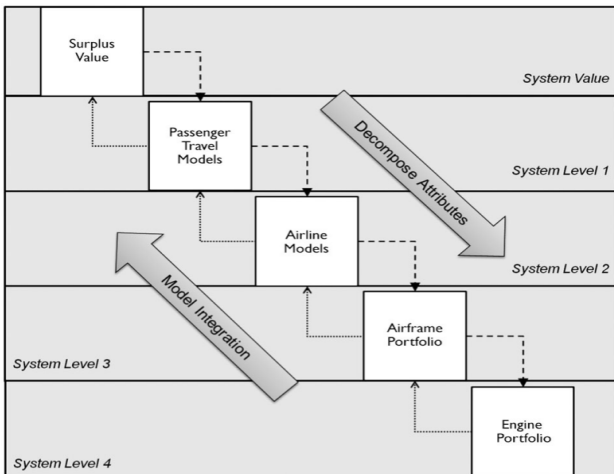 Surplus
Value
System Value
Passenger
Travel
Models
Decompose Attributes
System Level 1
Airline
Models
System Level 2
Model Integration
Airframe
Portfolio
System Level 3
Engine
Portfolio
System Level 4